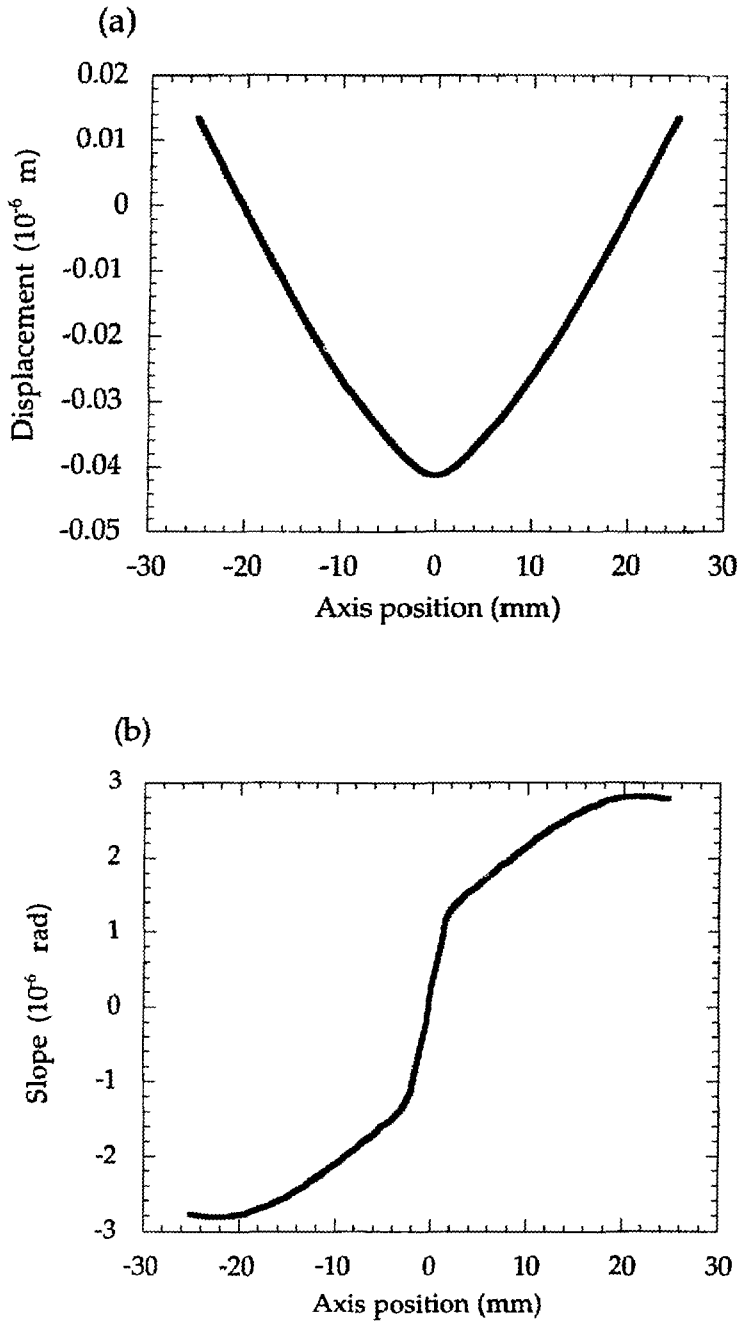 (a)
Displacement (10⁻⁶ m)
0.02
0.01
0
-0.01
-0.02
-0.03
-0.04
-0.05
-30 -20 -10 0 10 20 30
Axis position (mm)
(b)
Slope (10⁻⁶ rad)
3
2
1
0
-1
-2
-3
-30 -20 -10 0 10 20 30
Axis position (mm)